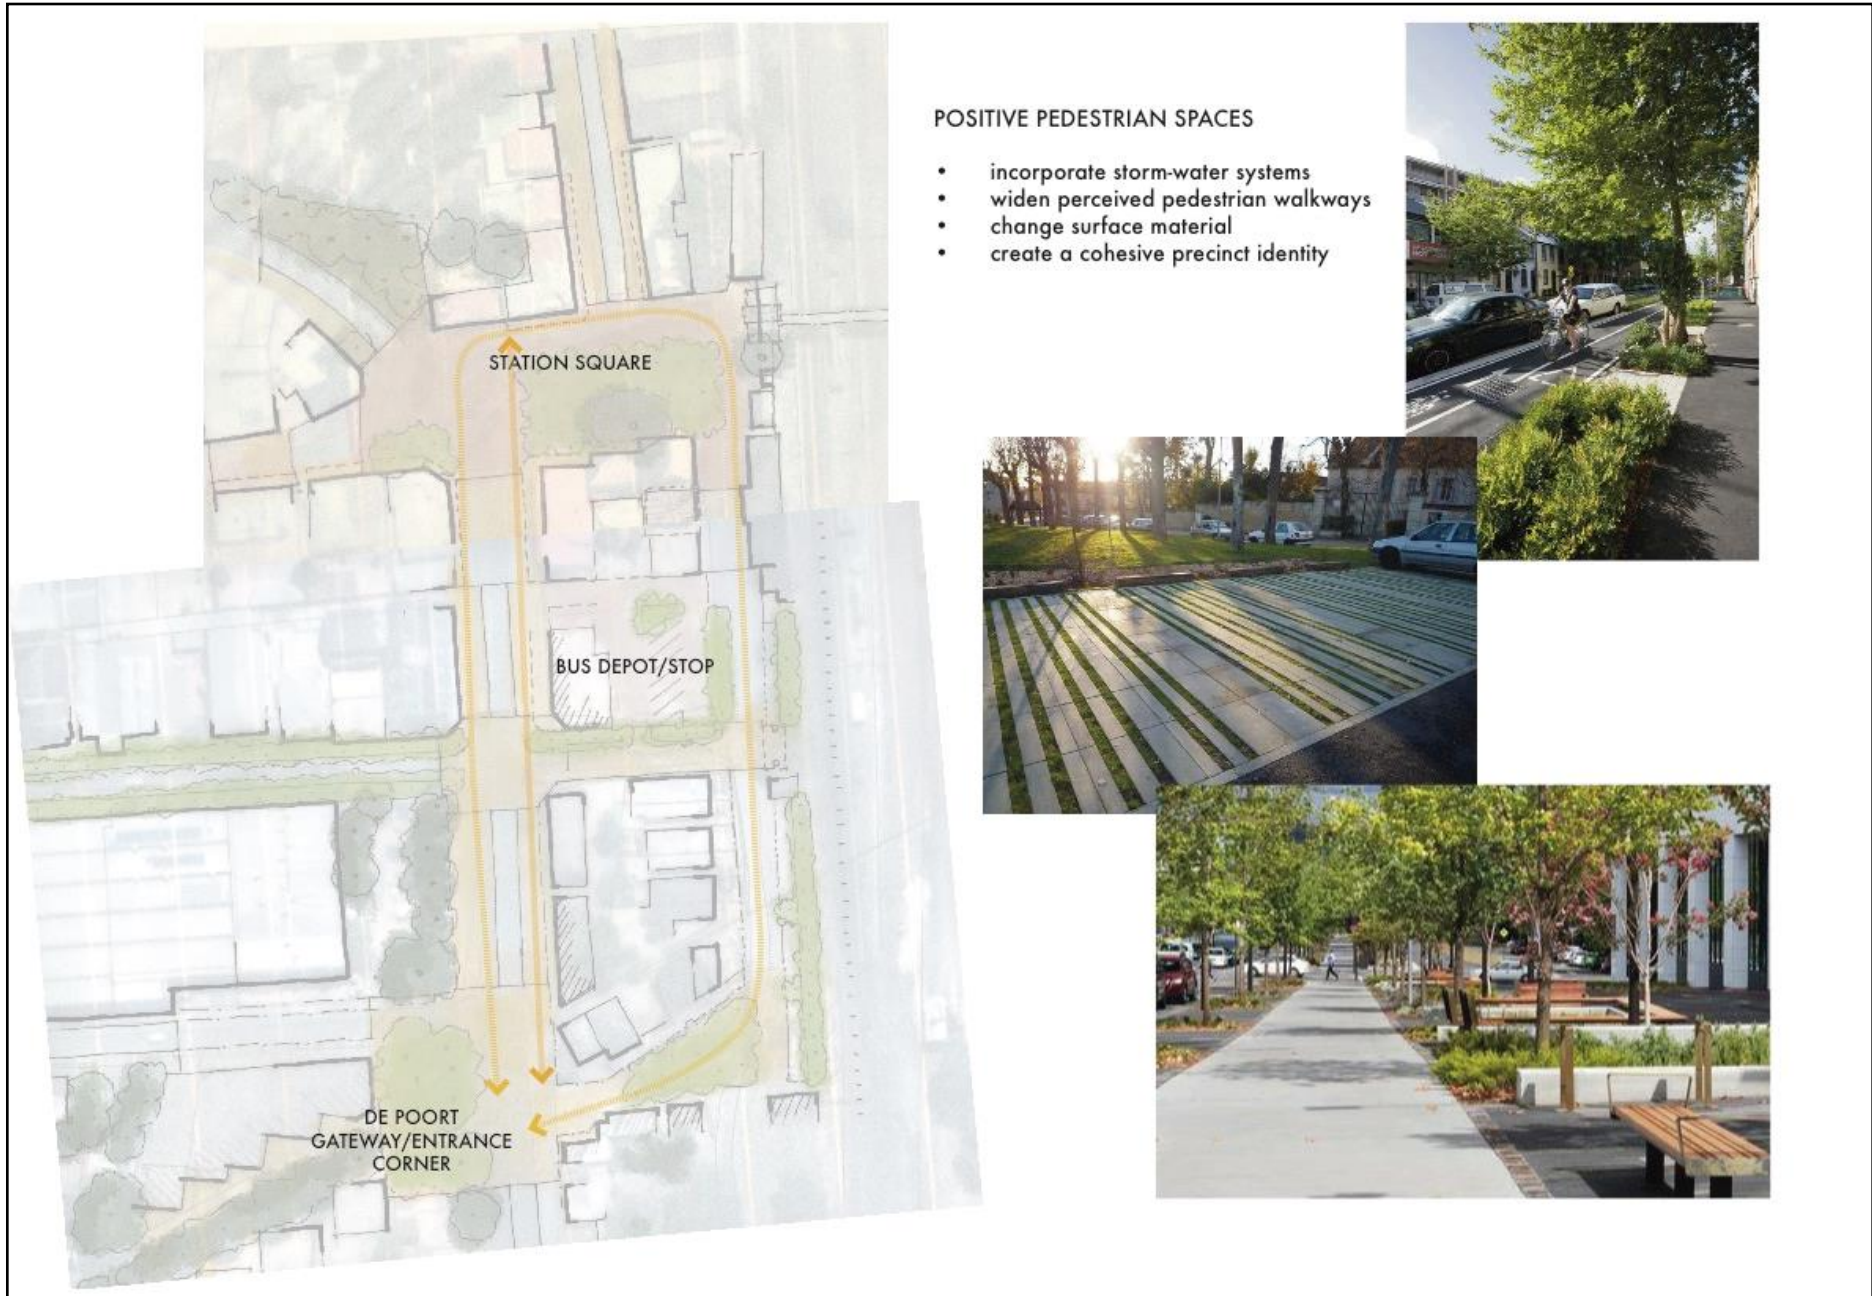 POSITIVE PEDESTRIAN SPACES
• incorporate storm-water systems
• widen perceived pedestrian walkways
• change surface material
• create a cohesive precinct identity
STATION SQUARE
BUS DEPOT/STOP
DE POORT
GATEWAY/ENTRANCE
CORNER